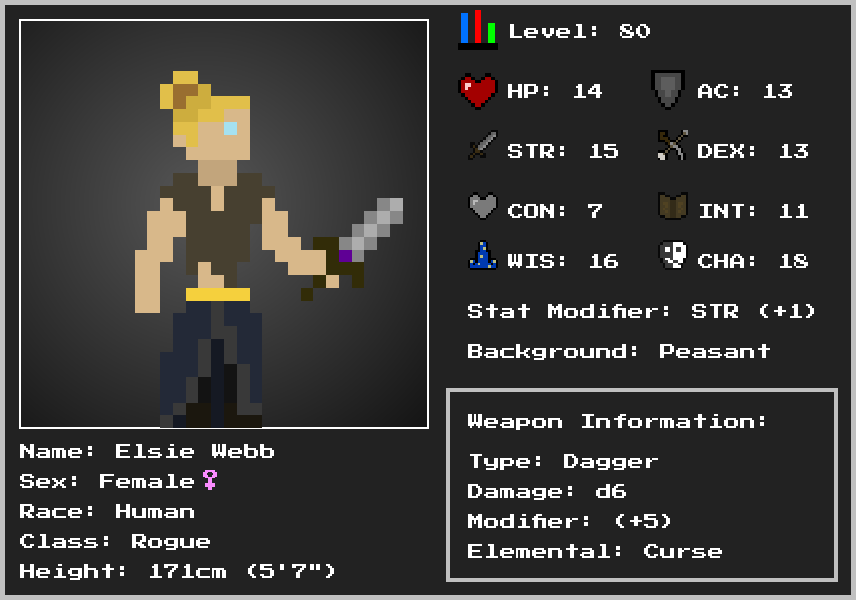 Level: 80
HP: 14 AC: 13
STR: 15 DEX: 13
CON: 7 INT: 11
WIS: 16 CHA: 18
Stat Modifier: STR (+1)
Background: Peasant
Weapon Information:
Type: Dagger
Damage: d6
Modifier: (+5)
Elemental: Curse
Name: Elsie Webb
Sex: Female♀
Race: Human
Class: Rogue
Height: 171cm (5'7")